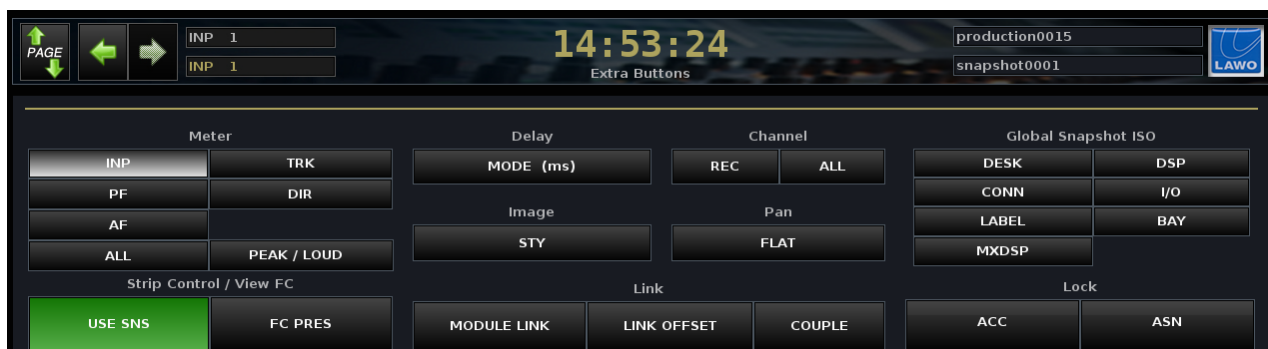 PAGE
INP 1
INP 1
14:53:24
Extra Buttons
production0015
snapshot0001
LAWO
Meter
INP TRK
PF DIR
AF
ALL PEAK / LOUD
Delay
MODE (ms)
Channel
REC ALL
Image
STY
Pan
FLAT
Global Snapshot ISO
DESK DSP
CONN I/O
LABEL BAY
MXDSP
Strip Control / View FC
USE SNS FC PRES
Link
MODULE LINK LINK OFFSET COUPLE
Lock
ACC ASN